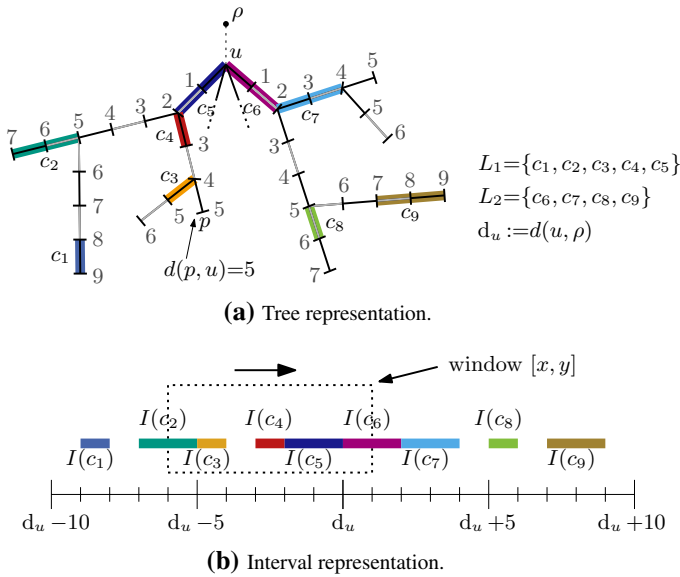 ρ
u
1 1
2 c₅ c₆ 2 3 4 5
7 6 5 4 3 c₇
c₂ c₄ 3 3 5
6 c₃ 4 4 6
7 6 5 5 5 6 7 8 9
p c₈ c₉
8 6
c₁ 9 d(p, u)=5 7
L₁={c₁, c₂, c₃, c₄, c₅}
L₂={c₆, c₇, c₈, c₉}
dᵤ :=d(u, ρ)
(a) Tree representation.
window [x, y]
I(c₂) I(c₄) I(c₆) I(c₈)
I(c₁) I(c₃) I(c₅) I(c₇) I(c₉)
dᵤ −10 dᵤ −5 dᵤ dᵤ +5 dᵤ +10
(b) Interval representation.